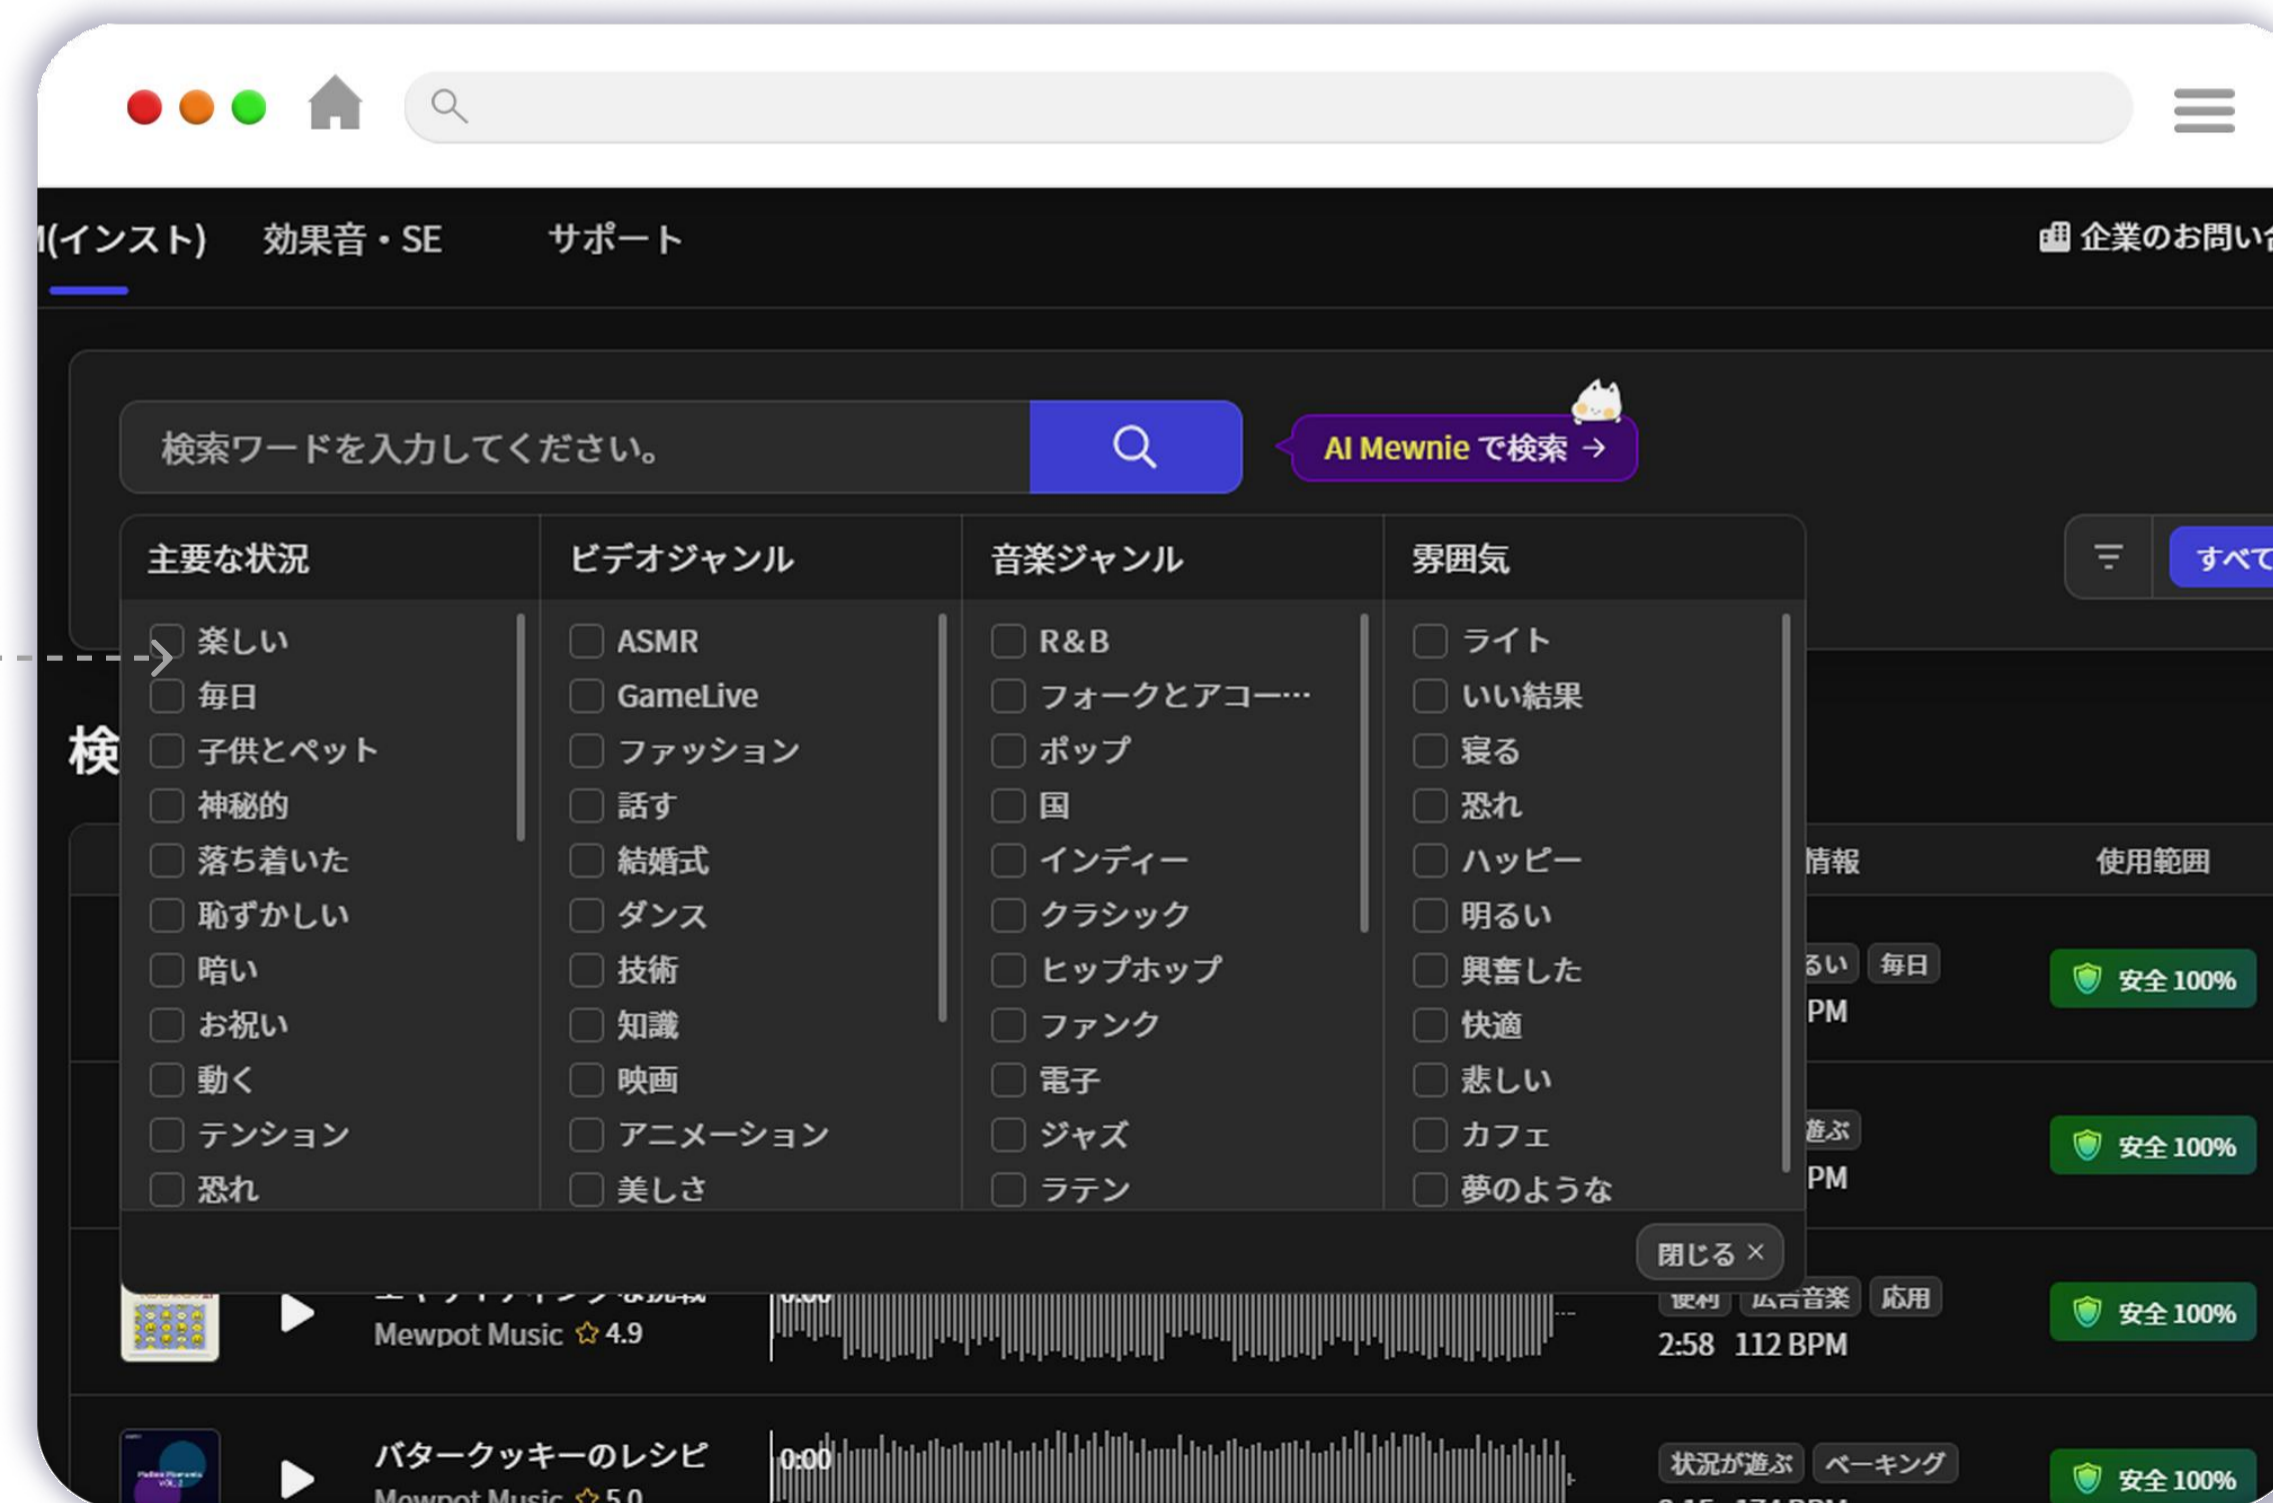 (インスト) 効果音・SE サポート 企業のお問い
検索ワードを入力してください。
AI Mewnie で検索 →
主要な状況 ビデオジャンル 音楽ジャンル 雰囲気
すべて
楽しい ASMR R&B ライト
毎日 GameLive フォークとアコー… いい結果
検
子供とペット ファッション ポップ 寝る
神秘的 話す 国 恐れ
落ち着いた 結婚式 インディー ハッピー
情報 使用範囲
恥ずかしい ダンス クラシック 明るい
暗い 技術 ヒップホップ 興奮した
るい 毎日
安全 100%
お祝い 知識 ファンク 快適
PM
動く 映画 電子 悲しい
テンション アニメーション ジャズ カフェ
遊ぶ
安全 100%
恐れ 美しさ ラテン 夢のような
PM
閉じる ×
便利 広告音楽 応用
0:00
安全 100%
Mewpot Music 4.9
2:58 112 BPM
バタークッキーのレシピ
0:00
状況が遊ぶ ベーキング
安全 100%
Mewpot Music 5.0